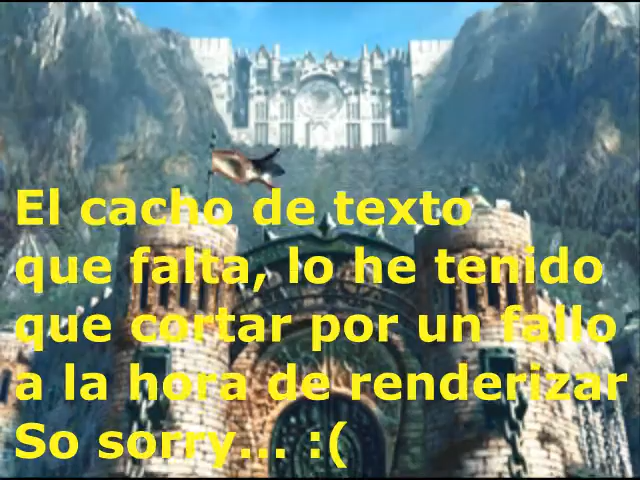 El cacho de texto
que falta, lo he tenido
que cortar por un fallo
a la hora de renderizar
So sorry... :(